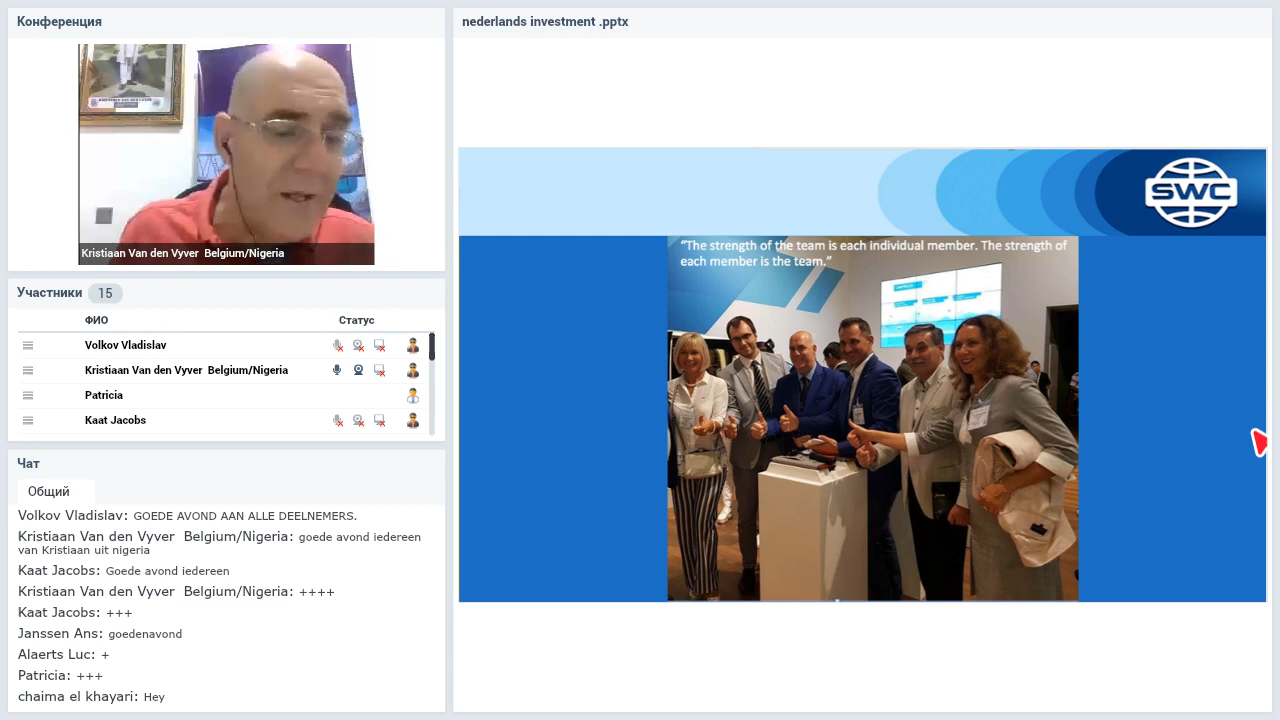 Конференция
Kristiaan Van den Vyver  Belgium/Nigeria
Участники 15
ФИО Статус
Volkov Vladislav
Kristiaan Van den Vyver  Belgium/Nigeria
Patricia
Kaat Jacobs
Чат
Общий
Volkov Vladislav: GOEDE AVOND AAN ALLE DEELNEMERS.
Kristiaan Van den Vyver  Belgium/Nigeria: goede avond iedereen
van Kristiaan uit nigeria
Kaat Jacobs: Goede avond iedereen
Kristiaan Van den Vyver  Belgium/Nigeria: ++++
Kaat Jacobs: +++
Janssen Ans: goedenavond
Alaerts Luc: +
Patricia: +++
chaima el khayari: Hey
nederlands investment .pptx
SWC
“The strength of the team is each individual member. The strength of
each member is the team.”